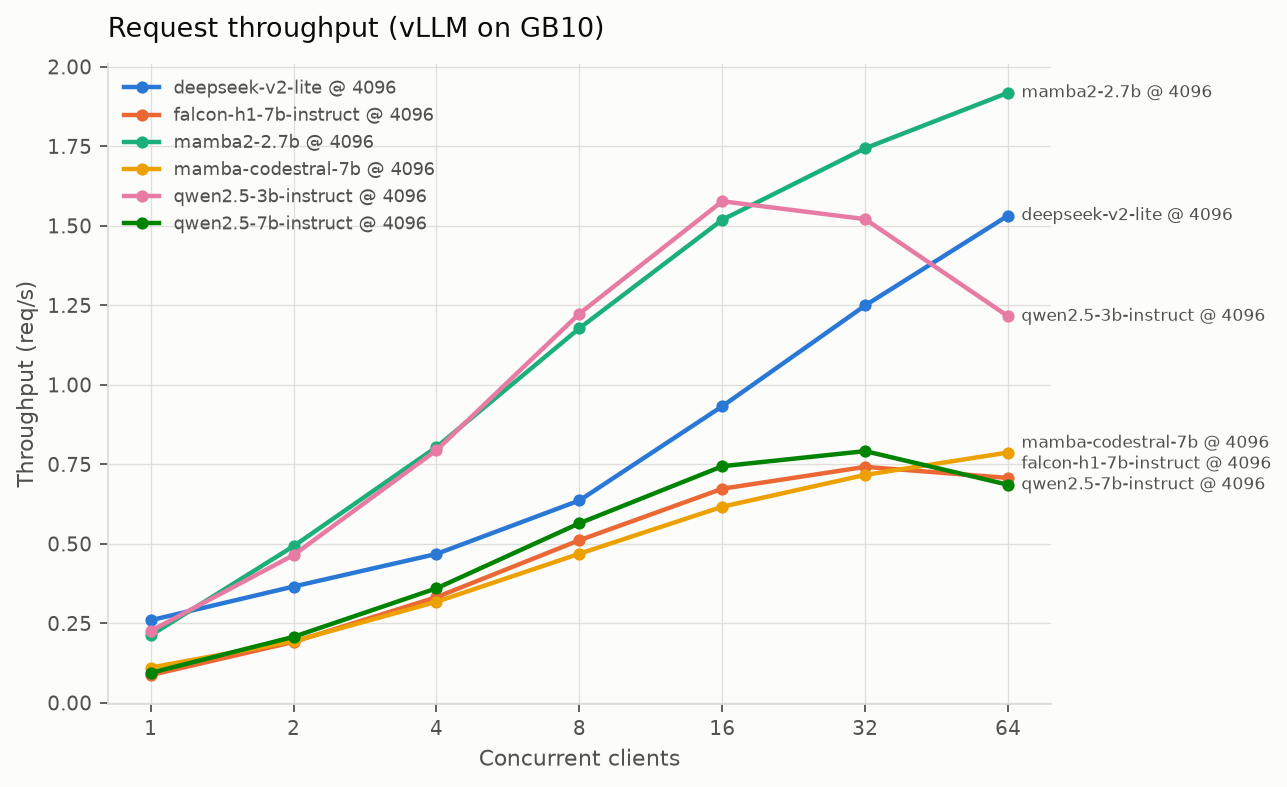 Request throughput (vLLM on GB10)
2.00
1.75
1.50
1.25
1.00
0.75
0.50
0.25
0.00
Throughput (req/s)
deepseek-v2-lite @ 4096
falcon-h1-7b-instruct @ 4096
mamba2-2.7b @ 4096
mamba-codestral-7b @ 4096
qwen2.5-3b-instruct @ 4096
qwen2.5-7b-instruct @ 4096
mamba2-2.7b @ 4096
deepseek-v2-lite @ 4096
qwen2.5-3b-instruct @ 4096
mamba-codestral-7b @ 4096
falcon-h1-7b-instruct @ 4096
qwen2.5-7b-instruct @ 4096
1 2 4 8 16 32 64
Concurrent clients